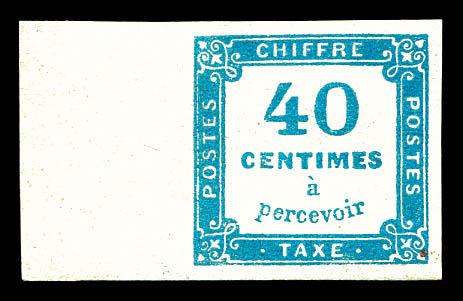 CHIFFRE
POSTES
40
CENTIMES
à
percevoir
POSTES
· TAXE ·